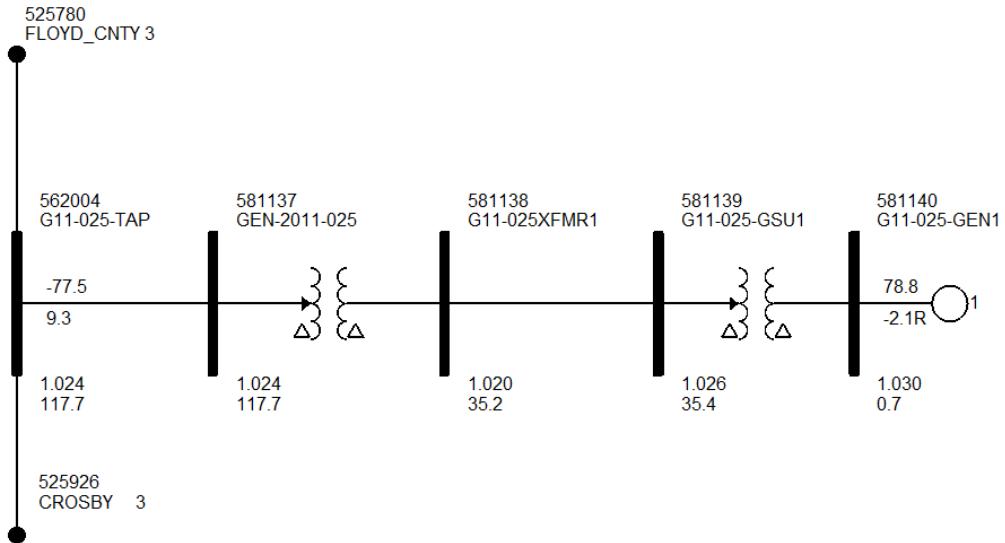 525780
FLOYD_CNTY 3
562004
G11-025-TAP
581137
GEN-2011-025
581138
G11-025XFMR1
581139
G11-025-GSU1
581140
G11-025-GEN1
-77.5
9.3
78.8
-2.1R
1
1.024
117.7
1.024
117.7
1.020
35.2
1.026
35.4
1.030
0.7
525926
CROSBY 3